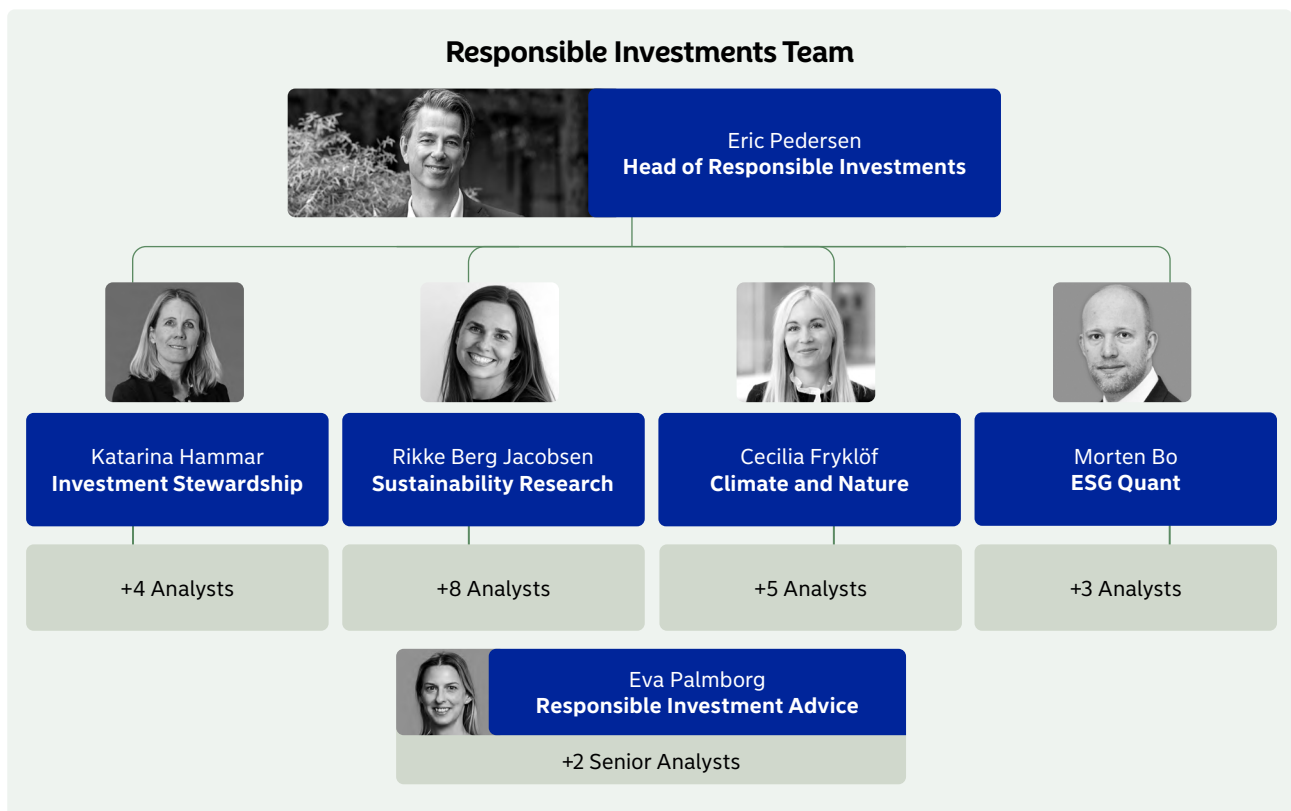 Responsible Investments Team
Eric Pedersen
Head of Responsible Investments
Katarina Hammar
Investment Stewardship
Rikke Berg Jacobsen
Sustainability Research
Cecilia Fryklöf
Climate and Nature
Morten Bo
ESG Quant
+4 Analysts
+8 Analysts
+5 Analysts
+3 Analysts
Eva Palmborg
Responsible Investment Advice
+2 Senior Analysts